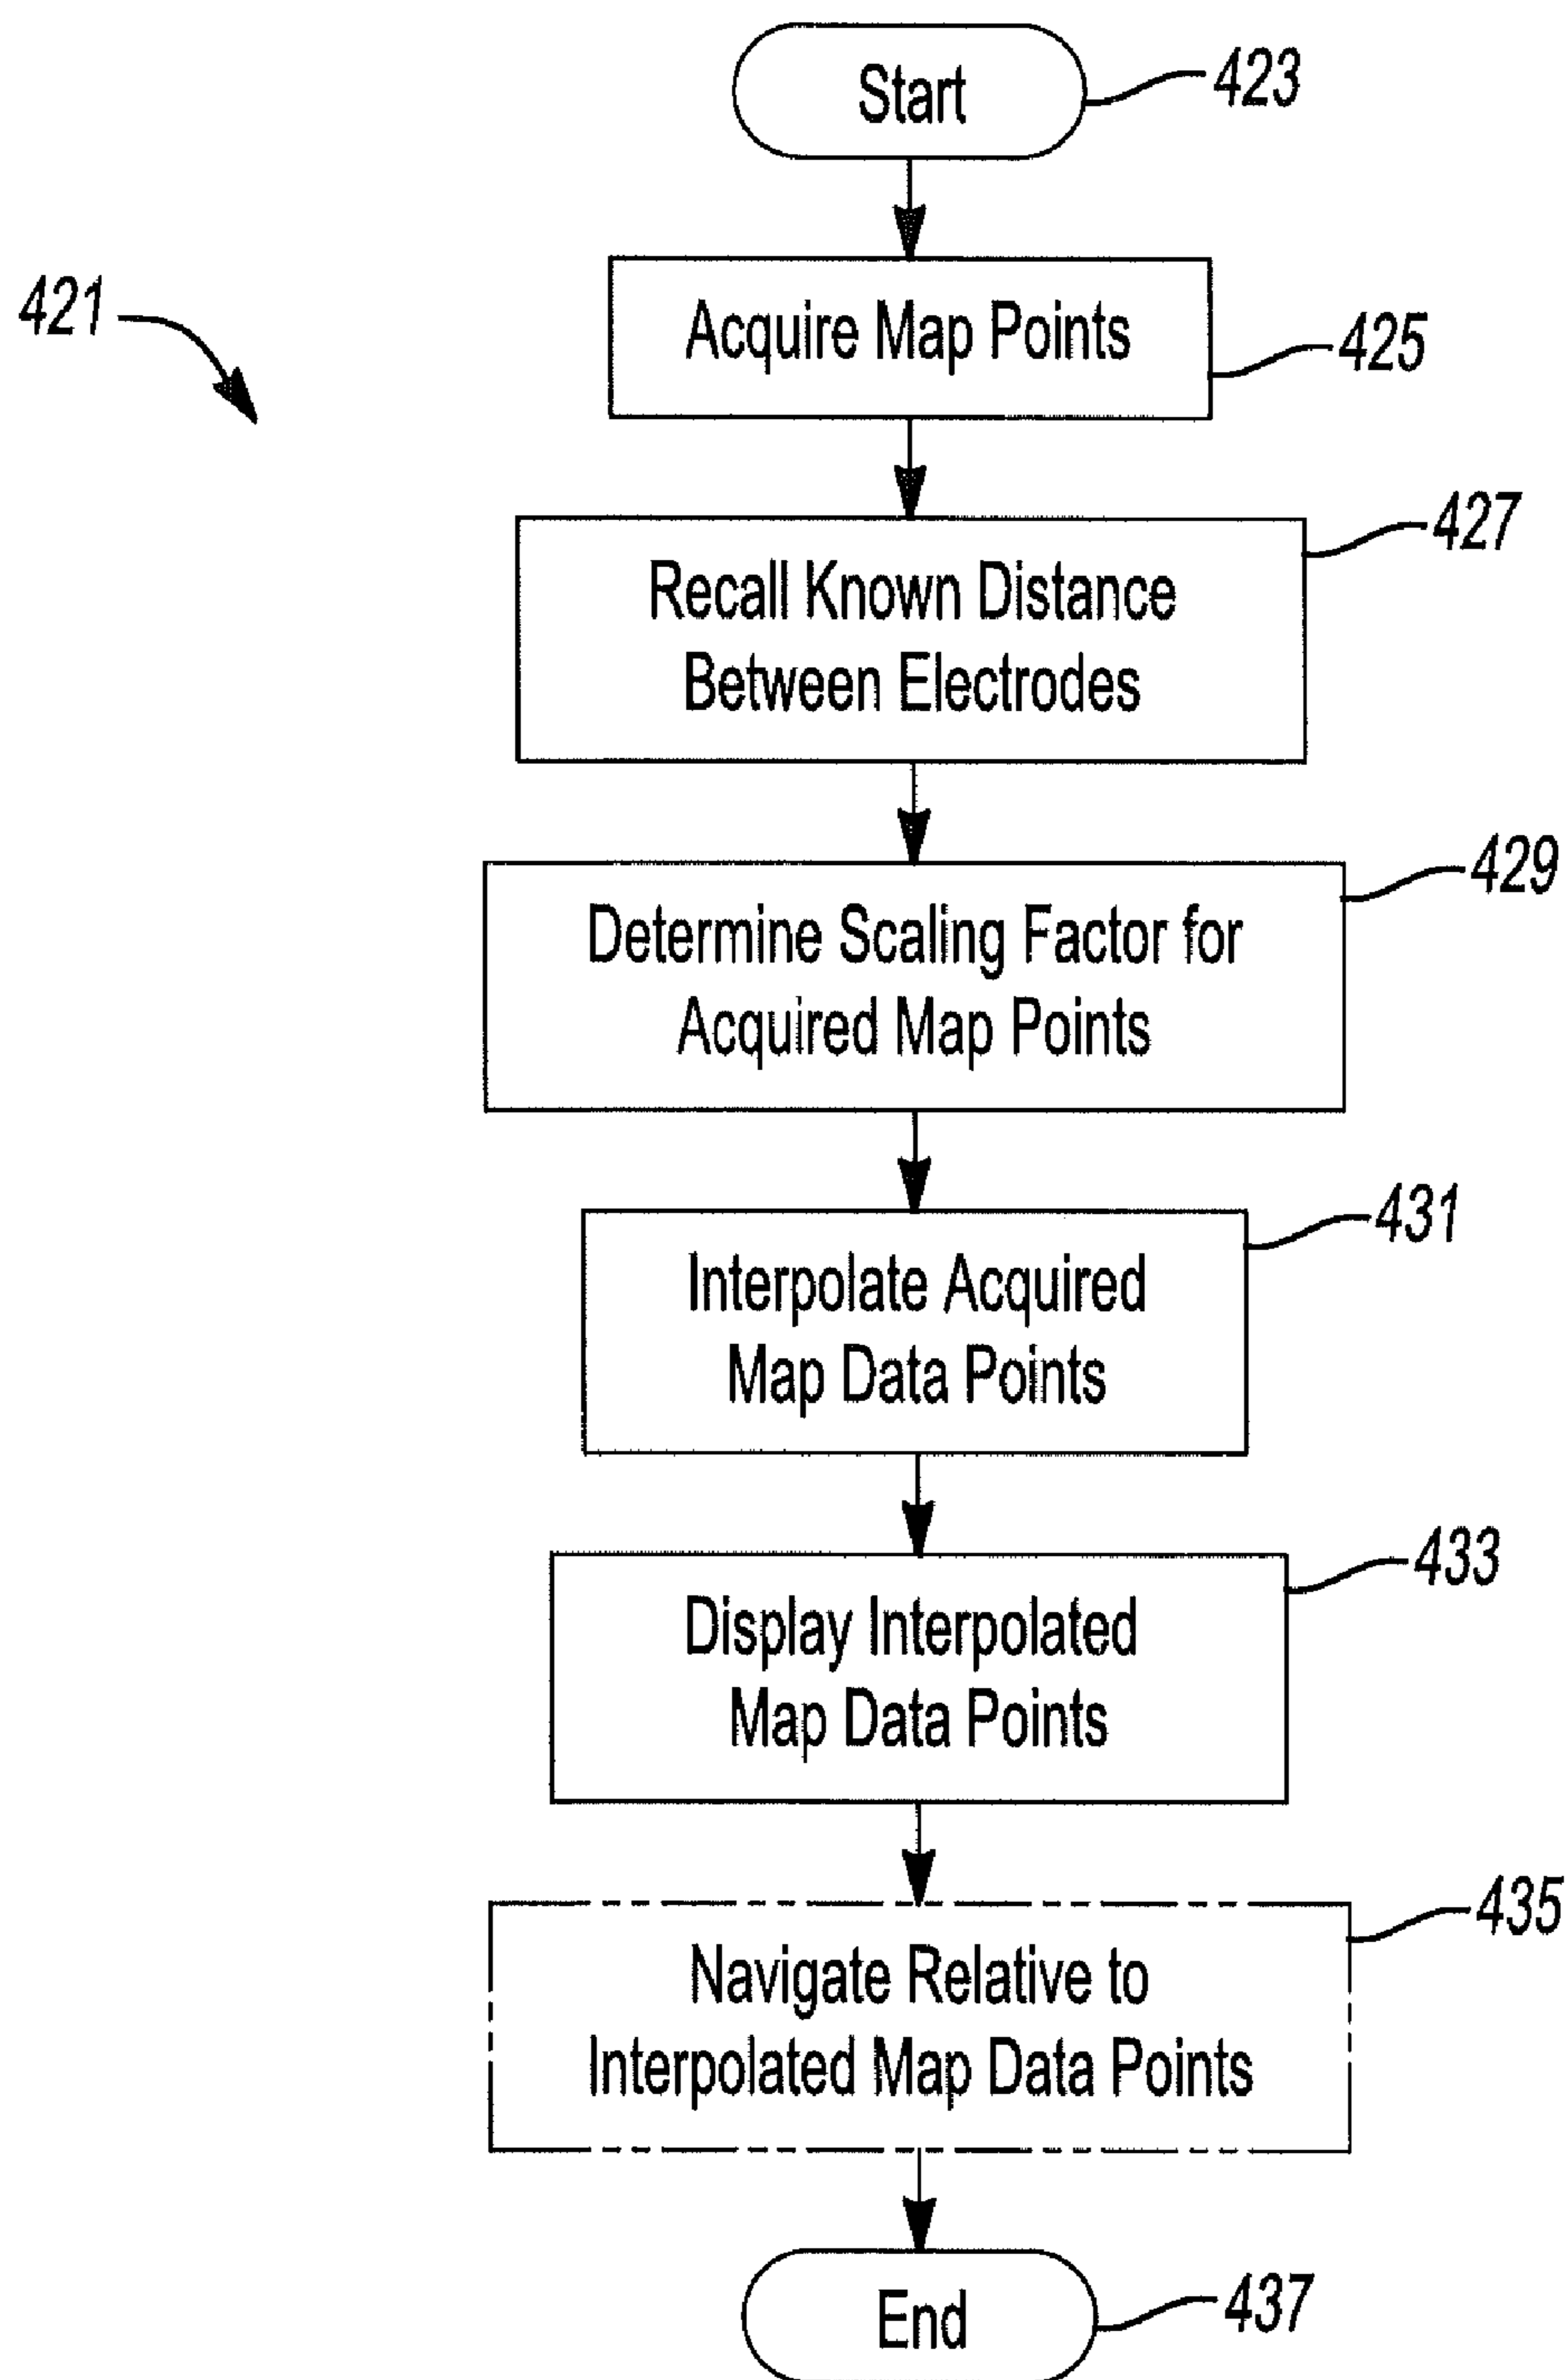 Start
423
421
Acquire Map Points
425
427
Recall Known Distance
Between Electrodes
429
Determine Scaling Factor for
Acquired Map Points
431
Interpolate Acquired
Map Data Points
433
Display Interpolated
Map Data Points
435
Navigate Relative to
Interpolated Map Data Points
End
437